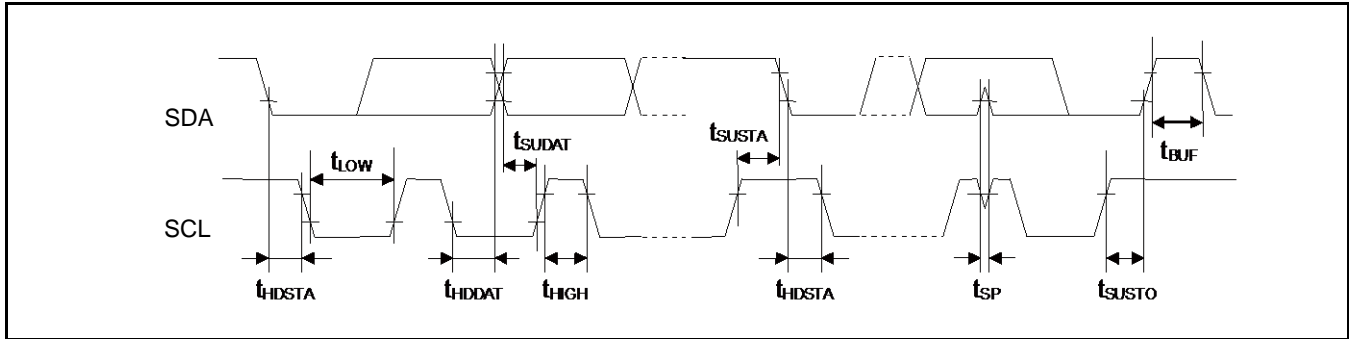 SDA
tSUDAT
tSUSTA
tBUF
tLOW
SCL
tHDSTA
tHDDAT
tHIGH
tHDSTA
tSP
tSUSTO